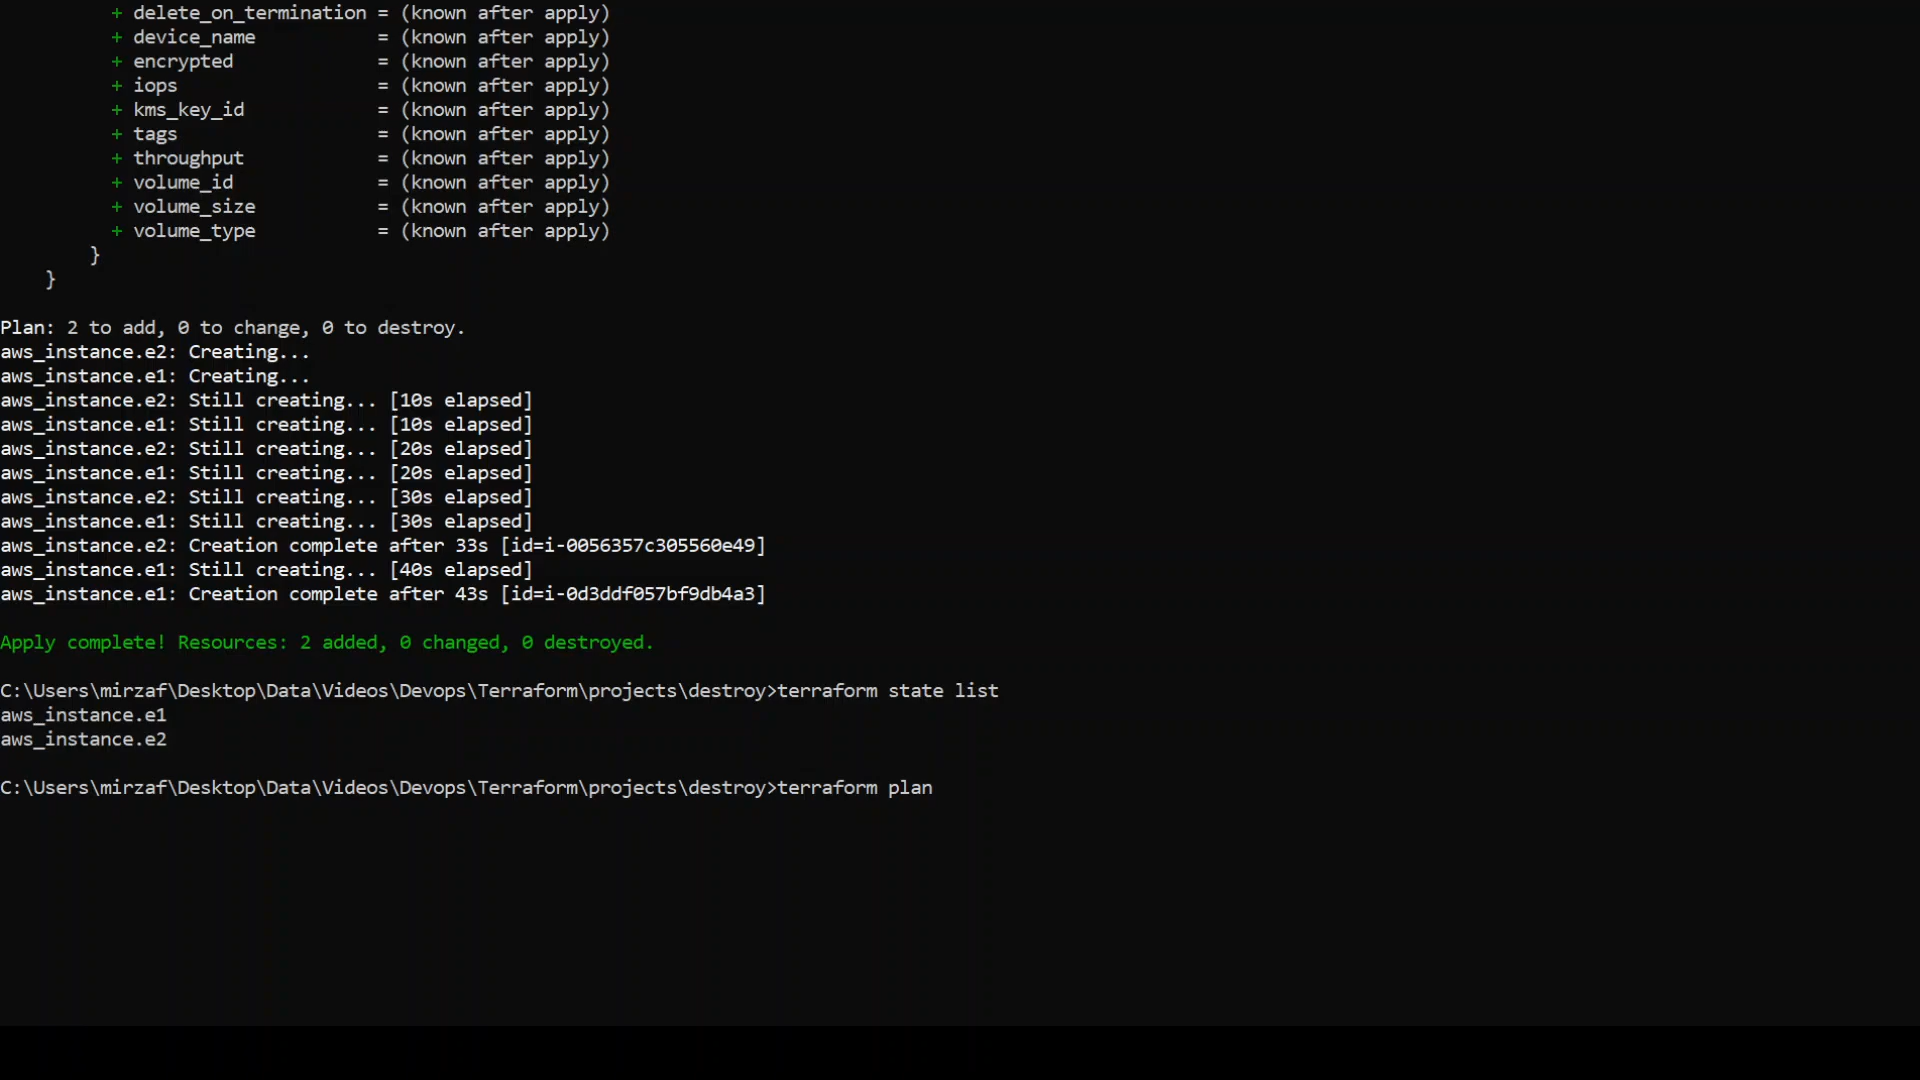 + delete_on_termination = (known after apply)
+ device_name           = (known after apply)
+ encrypted             = (known after apply)
+ iops                  = (known after apply)
+ kms_key_id            = (known after apply)
+ tags                  = (known after apply)
+ throughput            = (known after apply)
+ volume_id             = (known after apply)
+ volume_size           = (known after apply)
+ volume_type           = (known after apply)
}
}
Plan: 2 to add, 0 to change, 0 to destroy.
aws_instance.e2: Creating...
aws_instance.e1: Creating...
aws_instance.e2: Still creating... [10s elapsed]
aws_instance.e1: Still creating... [10s elapsed]
aws_instance.e2: Still creating... [20s elapsed]
aws_instance.e1: Still creating... [20s elapsed]
aws_instance.e2: Still creating... [30s elapsed]
aws_instance.e1: Still creating... [30s elapsed]
aws_instance.e2: Creation complete after 33s [id=i-0056357c305560e49]
aws_instance.e1: Still creating... [40s elapsed]
aws_instance.e1: Creation complete after 43s [id=i-0d3ddf057bf9db4a3]
Apply complete! Resources: 2 added, 0 changed, 0 destroyed.
C:\Users\mirzaf\Desktop\Data\Videos\Devops\Terraform\projects\destroy>terraform state list
aws_instance.e1
aws_instance.e2
C:\Users\mirzaf\Desktop\Data\Videos\Devops\Terraform\projects\destroy>terraform plan